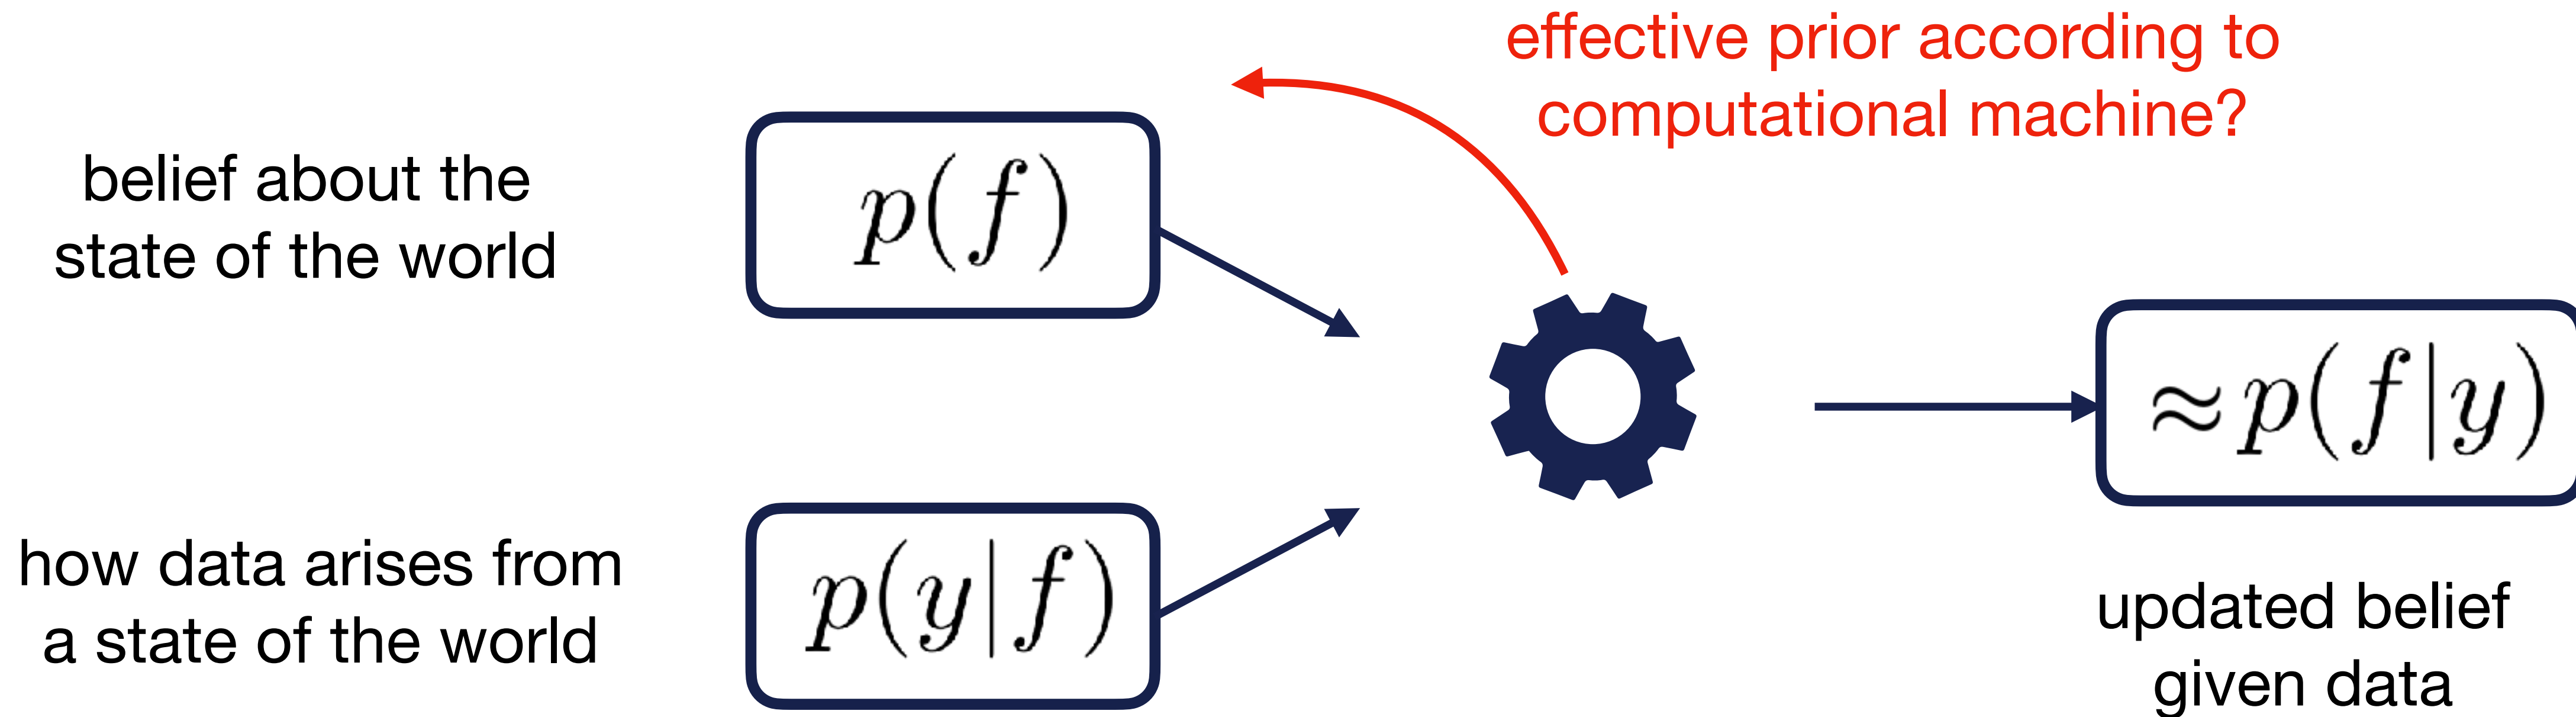 effective prior according to
computational machine?
belief about the
state of the world
p(f)
how data arises from
a state of the world
p(y|f)
≈p(f|y)
updated belief
given data